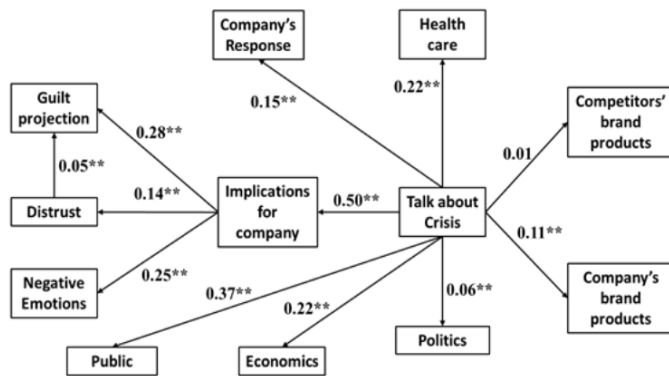 Company's
Response
Health
care
0.15**
0.22**
Guilt
projection
Competitors'
brand
products
0.28**
0.01
0.05**
0.14**
Implications
for
company
0.50**
Talk about
Crisis
Distrust
0.11**
0.25**
Negative
Emotions
0.37**
0.22**
0.06**
Company's
brand
products
Public
Economics
Politics